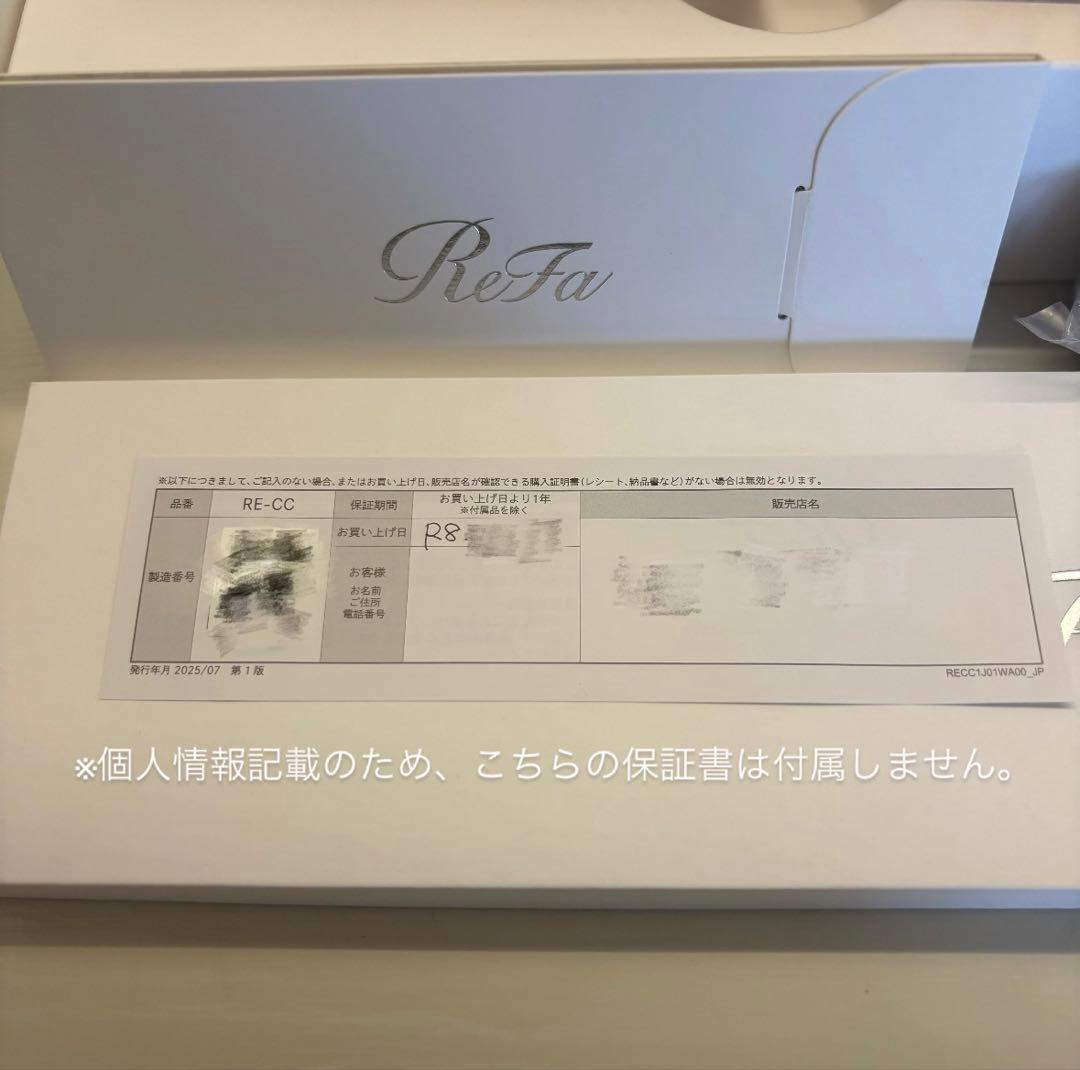 ReFa
※以下につきまして、ご記入のない場合、またはお買い上げ日、販売店名が確認できる購入証明書(レシート、納品書など)がない場合は無効となります。
品番 RE-CC 保証期間 お買い上げ日より1年 販売店名
※付属品を除く
お買い上げ日 R8.
製造番号 お客様
お名前
ご住所
電話番号
発行年月 2025/07 第1版 RECC1J01WA00_JP
※個人情報記載のため、こちらの保証書は付属しません。